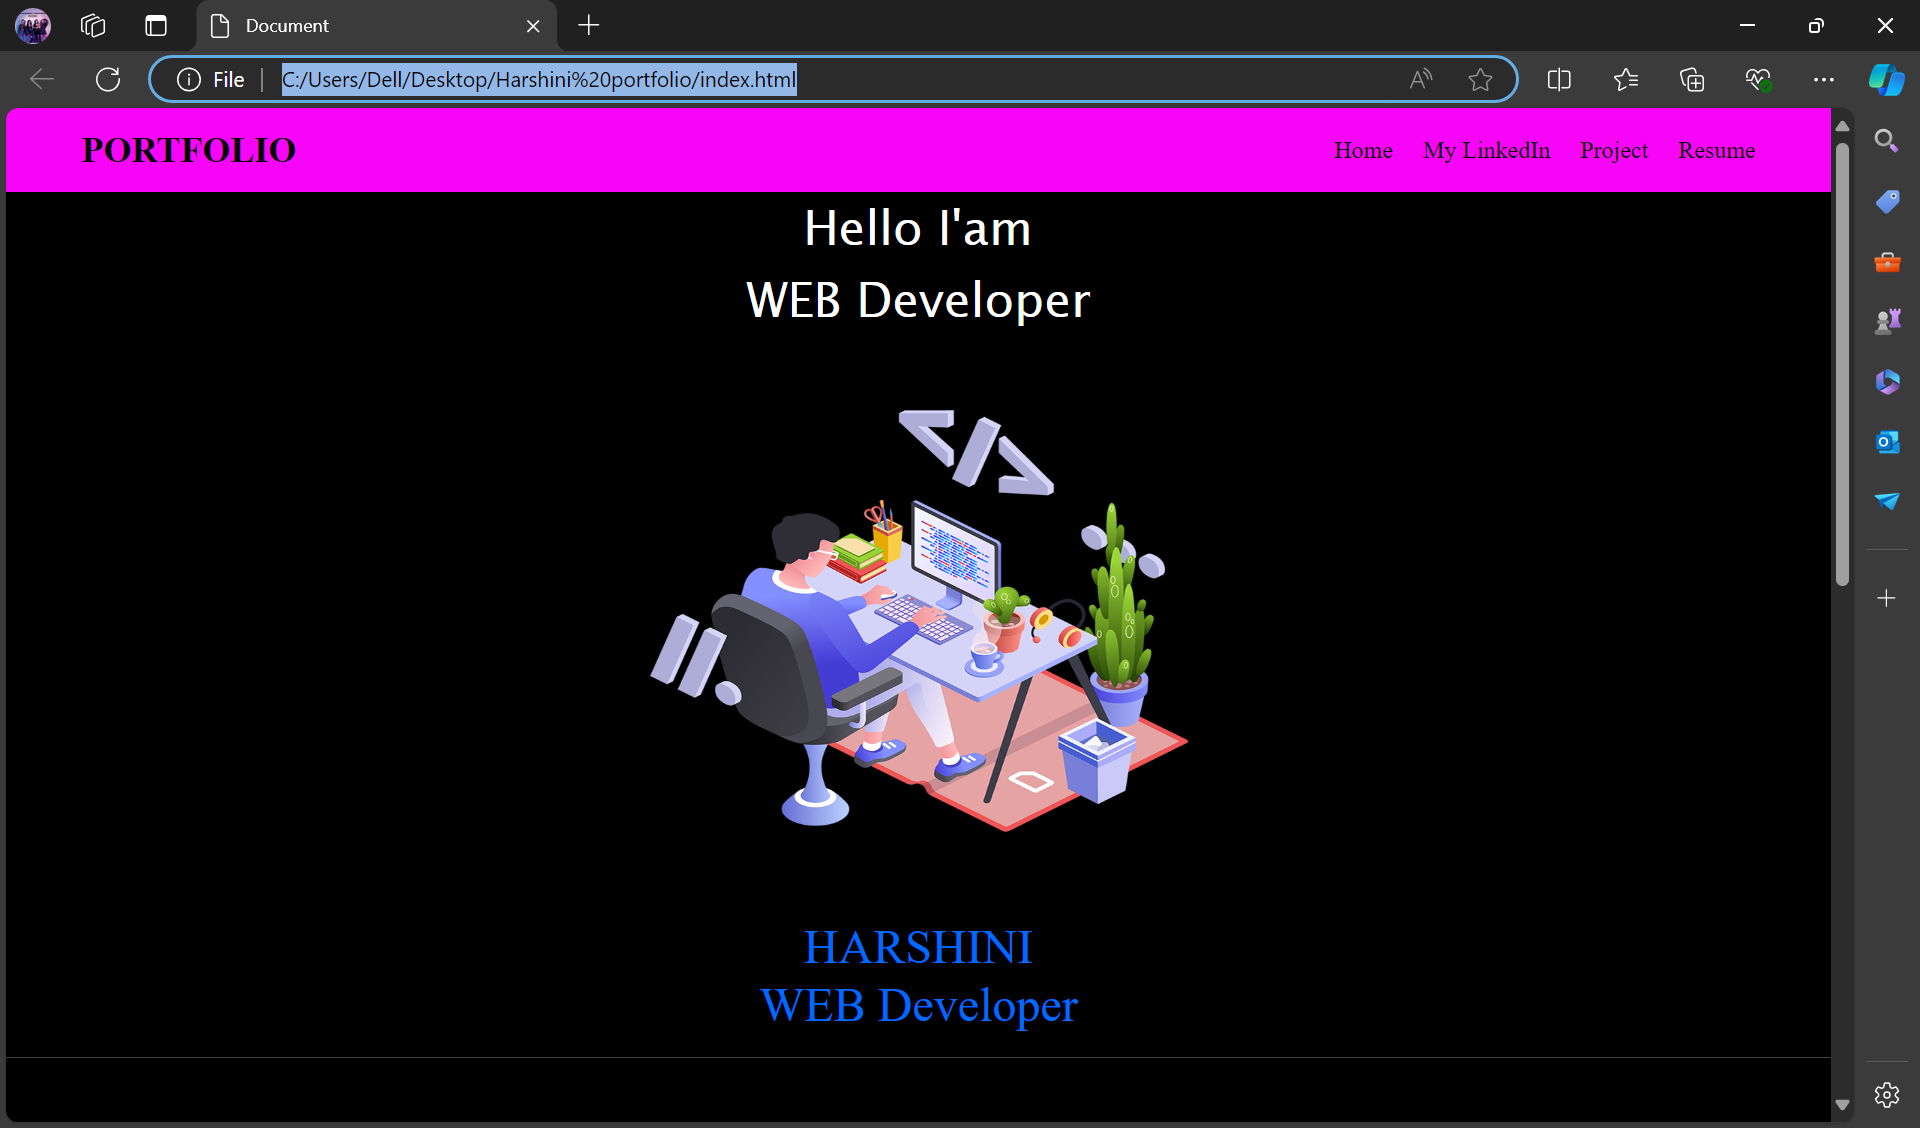 Document
File
C:/Users/Dell/Desktop/Harshini%20portfolio/index.html
PORTFOLIO
Home My LinkedIn Project Resume
Hello I'am
WEB Developer
</>
HARSHINI
WEB Developer